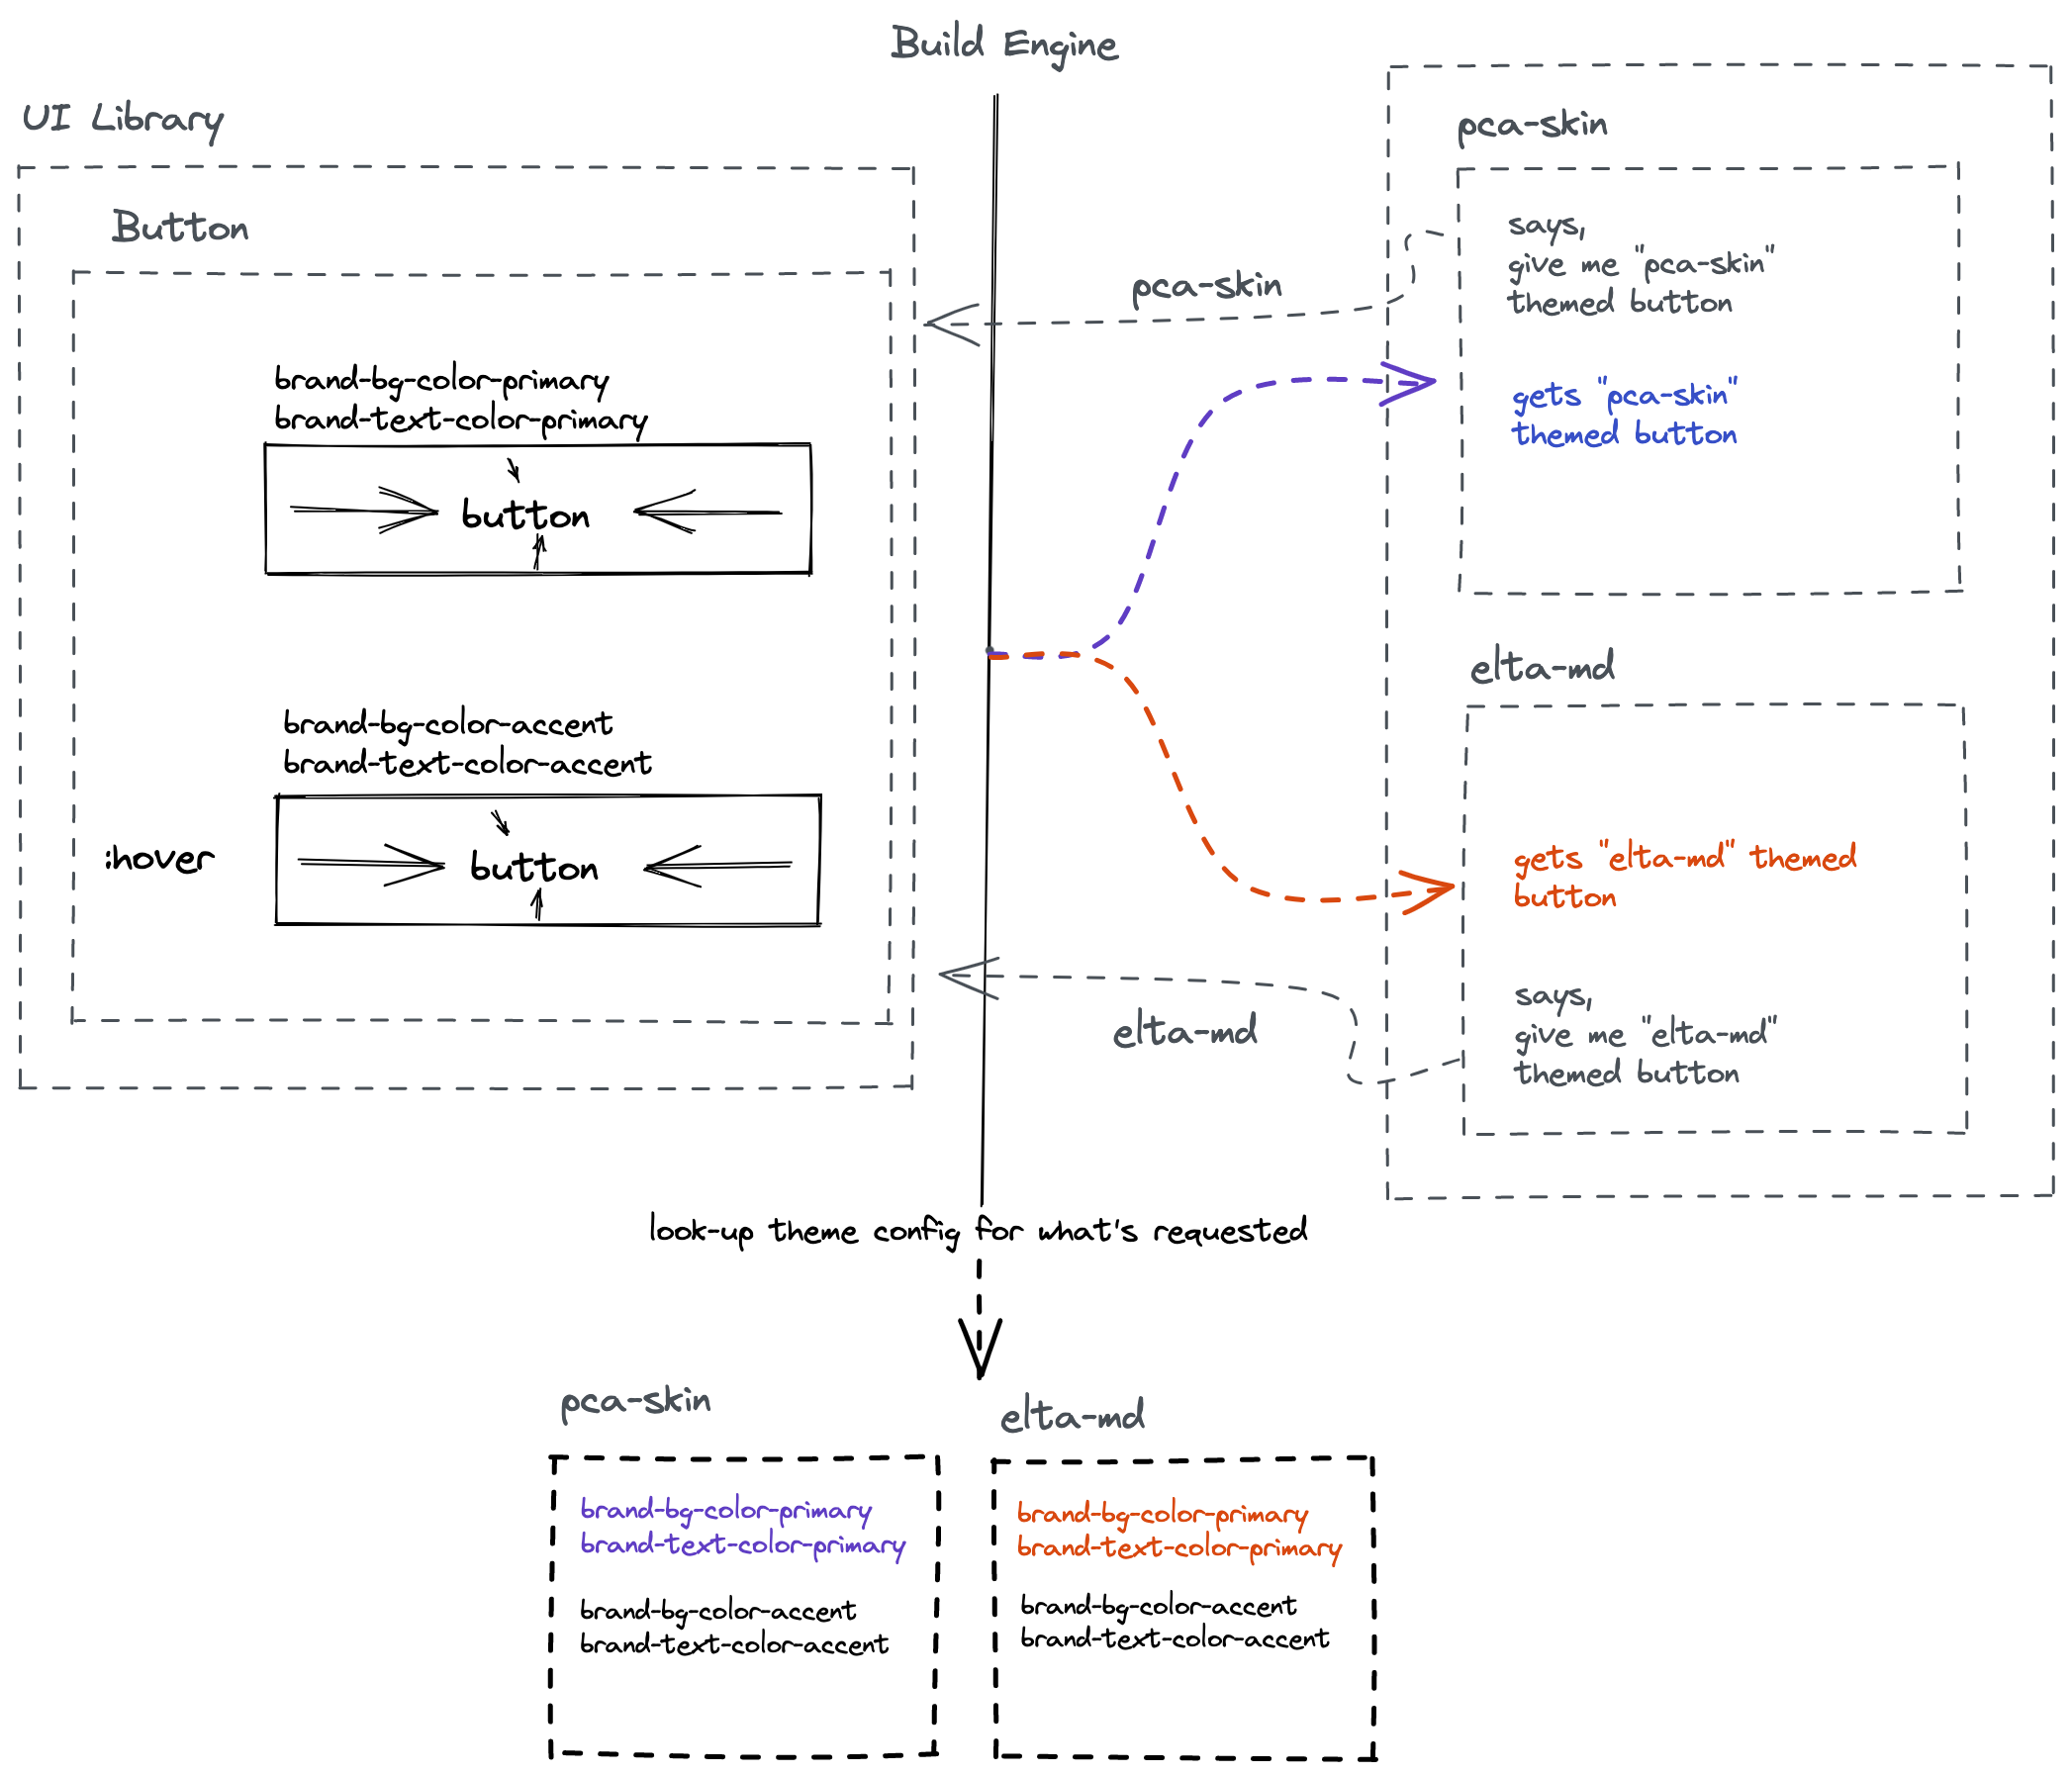 Build Engine
UI Library
Button
brand-bg-color-primary
brand-text-color-primary
button
brand-bg-color-accent
brand-text-color-accent
:hover
button
pca-skin
elta-md
pca-skin
says,
give me "pca-skin"
themed button
gets "pca-skin"
themed button
elta-md
gets "elta-md" themed
button
says,
give me "elta-md"
themed button
look-up theme config for what's requested
pca-skin
brand-bg-color-primary
brand-text-color-primary
brand-bg-color-accent
brand-text-color-accent
elta-md
brand-bg-color-primary
brand-text-color-primary
brand-bg-color-accent
brand-text-color-accent